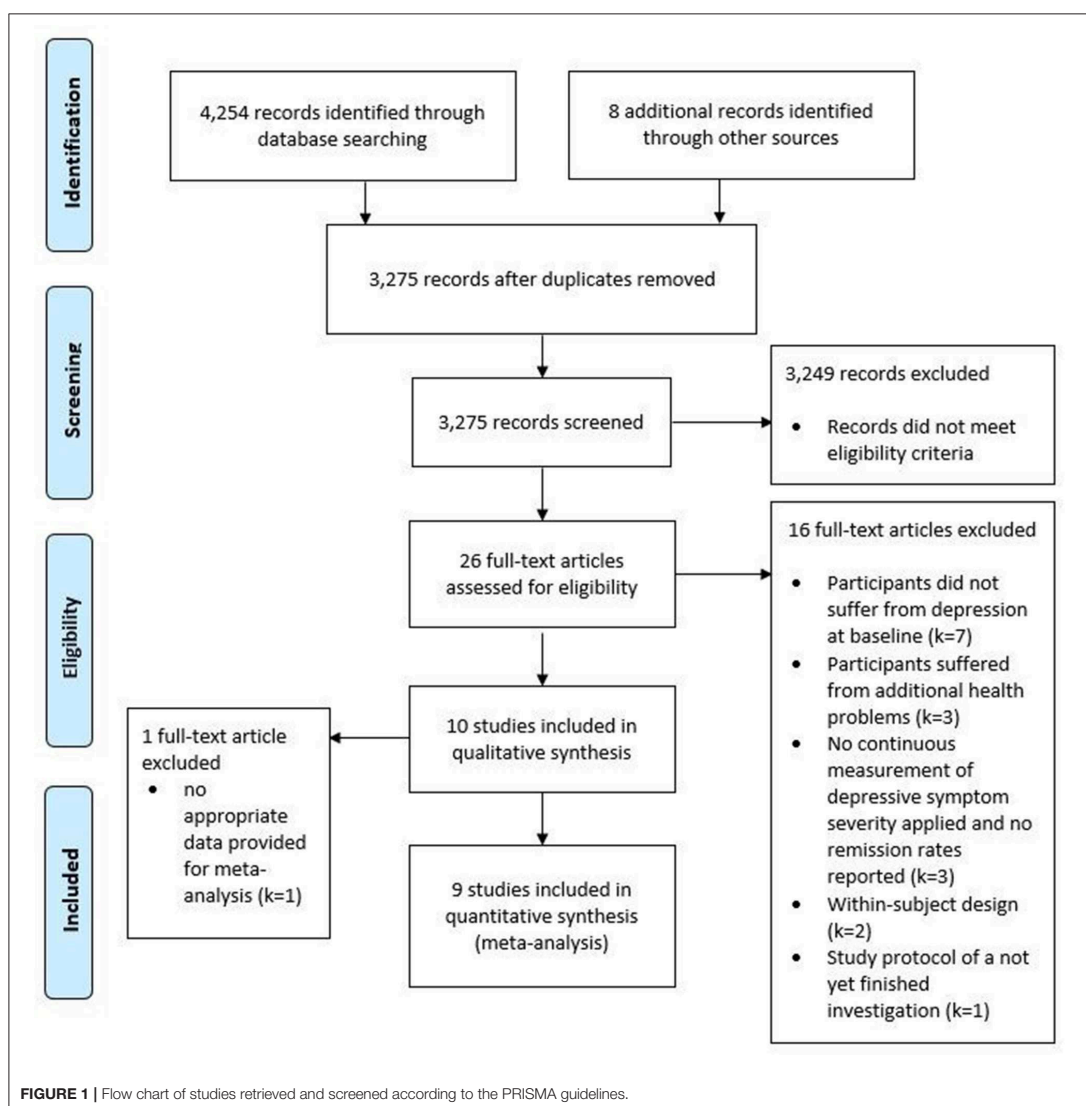 Identification
4,254 records identified through
database searching
8 additional records identified
through other sources
3,275 records after duplicates removed
Screening
3,275 records screened
3,249 records excluded
• Records did not meet
eligibility criteria
Eligibility
26 full-text articles
assessed for eligibility
16 full-text articles excluded
• Participants did not
suffer from depression
at baseline (k=7)
• Participants suffered
from additional health
problems (k=3)
• No continuous
measurement of
depressive symptom
severity applied and no
remission rates
reported (k=3)
• Within-subject design
(k=2)
• Study protocol of a not
yet finished
investigation (k=1)
10 studies included in
qualitative synthesis
1 full-text article
excluded
• no
appropriate
data provided
for meta-
analysis (k=1)
Included
9 studies included in
quantitative synthesis
(meta-analysis)
FIGURE 1 | Flow chart of studies retrieved and screened according to the PRISMA guidelines.